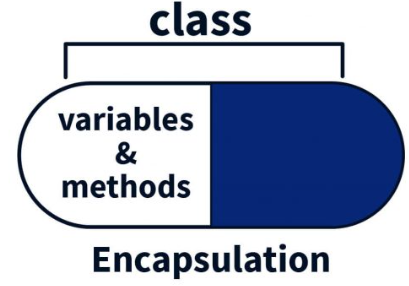 class
variables
&
methods
Encapsulation